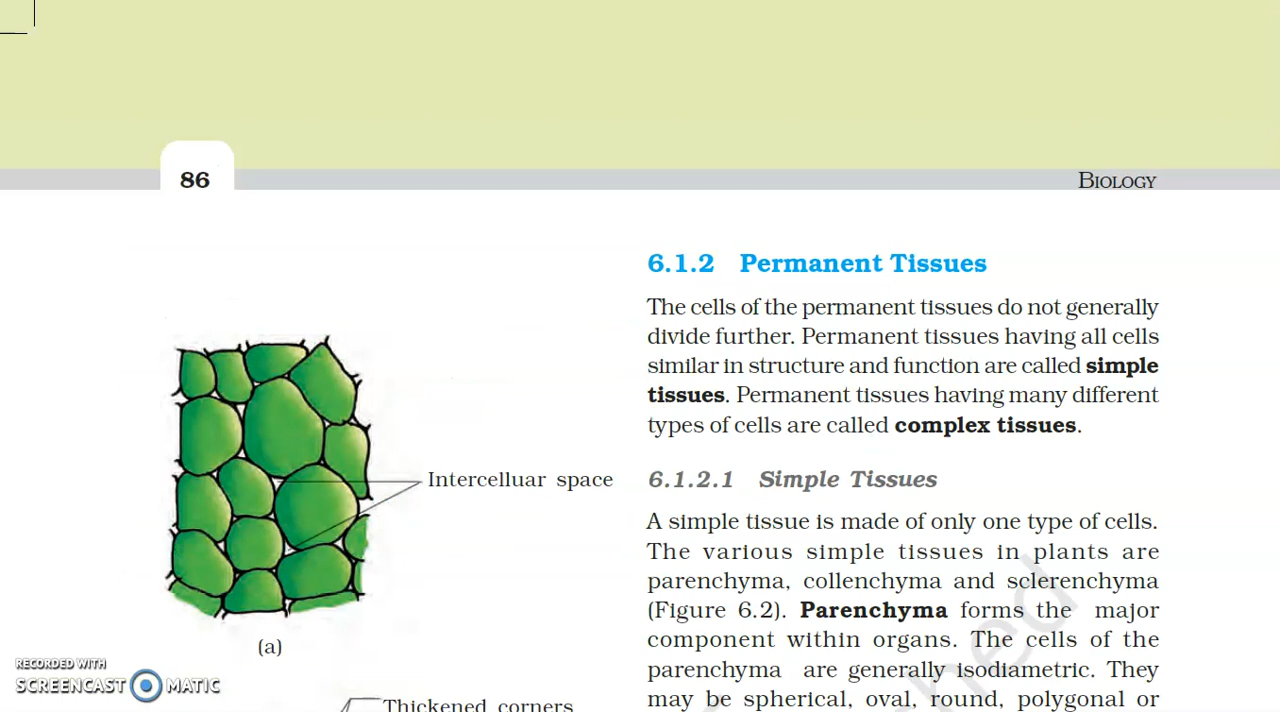 86
BIOLOGY
6.1.2 Permanent Tissues
The cells of the permanent tissues do not generally
divide further. Permanent tissues having all cells
similar in structure and function are called simple
tissues. Permanent tissues having many different
types of cells are called complex tissues.
6.1.2.1 Simple Tissues
A simple tissue is made of only one type of cells.
The various simple tissues in plants are
parenchyma, collenchyma and sclerenchyma
(Figure 6.2). Parenchyma forms the major
component within organs. The cells of the
parenchyma are generally isodiametric. They
may be spherical, oval, round, polygonal or
Intercelluar space
(a)
Thickened corners
RECORDED WITH
SCREENCAST MATIC